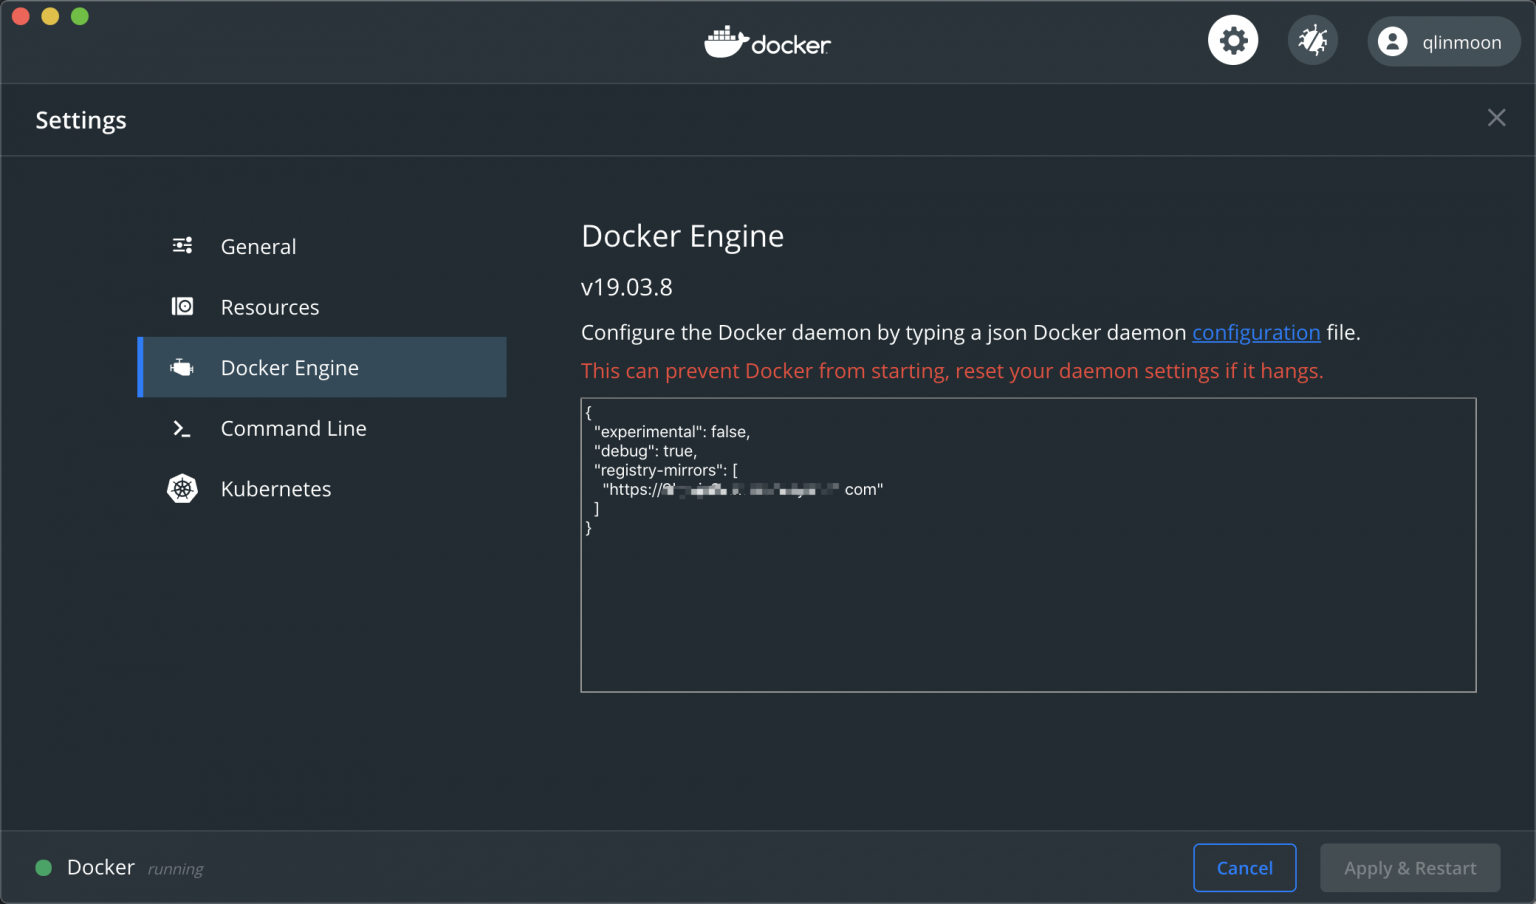 docker
qlinmoon
Settings
General
Resources
Docker Engine
Command Line
Kubernetes
Docker Engine
v19.03.8
Configure the Docker daemon by typing a json Docker daemon configuration file.
This can prevent Docker from starting, reset your daemon settings if it hangs.
{
"experimental": false,
"debug": true,
"registry-mirrors": [
"https:// com"
]
}
Docker running
Cancel
Apply & Restart